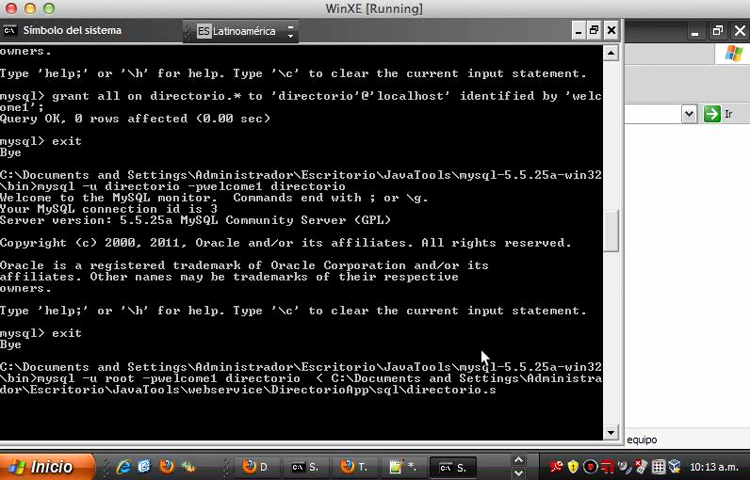 WinXE [Running]
Símbolo del sistema
ES Latinoamérica
owners.
Type 'help;' or '\h' for help. Type '\c' to clear the current input statement.
mysql> grant all on directorio.* to 'directorio'@'localhost' identified by 'welc
ome1';
Query OK, 0 rows affected (0.00 sec)
mysql> exit
Bye
C:\Documents and Settings\Administrador\Escritorio\JavaTools\mysql-5.5.25a-win32
\bin>mysql -u directorio -pwelcome1 directorio
Welcome to the MySQL monitor.  Commands end with ; or \g.
Your MySQL connection id is 3
Server version: 5.5.25a MySQL Community Server (GPL)
Copyright (c) 2000, 2011, Oracle and/or its affiliates. All rights reserved.
Oracle is a registered trademark of Oracle Corporation and/or its
affiliates. Other names may be trademarks of their respective
owners.
Type 'help;' or '\h' for help. Type '\c' to clear the current input statement.
mysql> exit
Bye
C:\Documents and Settings\Administrador\Escritorio\JavaTools\mysql-5.5.25a-win32
\bin>mysql -u root -pwelcome1 directorio  < C:\Documents and Settings\Administra
dor\Escritorio\JavaTools\webservice\DirectorioApp\sql\directorio.s
Ir
equipo
Inicio
D
S.
T.
*.
S.
10:13 a.m.